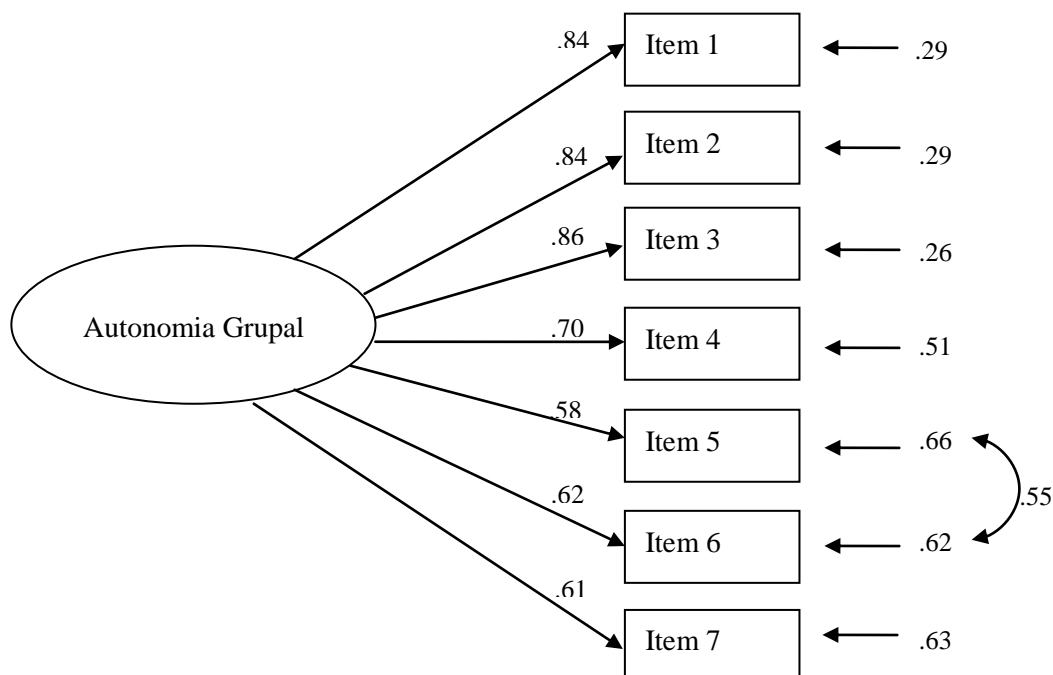 .84 Item 1 .29
.84 Item 2 .29
.86 Item 3 .26
Autonomia Grupal
.70 Item 4 .51
.58 Item 5 .66
.55
.62 Item 6 .62
.61 Item 7 .63